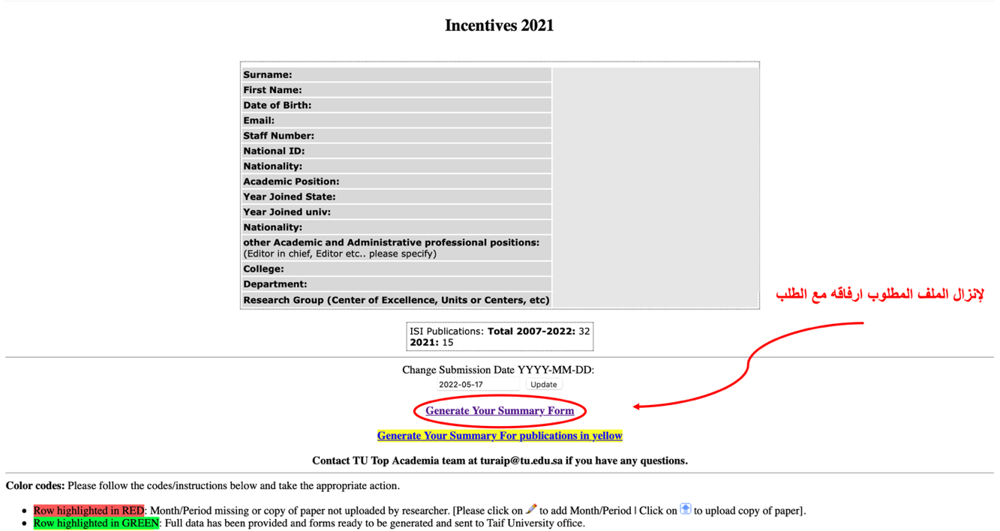 Incentives 2021
Surname:
First Name:
Date of Birth:
Email:
Staff Number:
National ID:
Nationality:
Academic Position:
Year Joined State:
Year Joined univ:
Nationality:
other Academic and Administrative professional positions:
(Editor in chief, Editor etc.. please specify)
College:
Department:
Research Group (Center of Excellence, Units or Centers, etc)
لإنزال الملف المطلوب ارفاقه مع الطلب
ISI Publications: Total 2007-2022: 32
2021: 15
Change Submission Date YYYY-MM-DD:
2022-05-17 Update
Generate Your Summary Form
Generate Your Summary For publications in yellow
Contact TU Top Academia team at turaip@tu.edu.sa if you have any questions.
Color codes: Please follow the codes/instructions below and take the appropriate action.
• Row highlighted in RED: Month/Period missing or copy of paper not uploaded by researcher. [Please click on to add Month/Period | Click on to upload copy of paper].
• Row highlighted in GREEN: Full data has been provided and forms ready to be generated and sent to Taif University office.